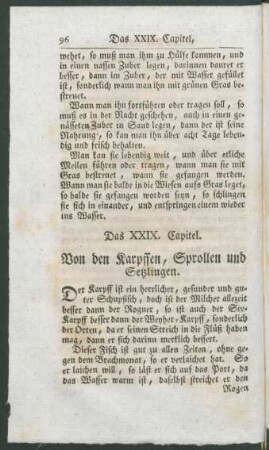 96 Das XXIX. Capitel,
wehet, so muß man ihm zu Hülfe kommen, und
in einen nassen Zuber legen, darinnen dauret er
besser, dann im Zuber, der mit Wasser gefüllet
ist, sonderlich wann man ihn mit grünen Gras be-
streuet.
Wann man ihn fortführen oder tragen soll, so
muß es in der Nacht geschehen, auch in einen ge-
näßeten Zuber in Saud legen, dann der ist seine
Nahrung, so kan man ihn über acht Tage leben-
dig und frisch behalten.
Man kan sie lebendig weit, und über etliche
Meilen führen oder tragen, wann man sie mit
Gras bestreuet, wann sie gefangen werden.
Wann man sie balde in die Wiesen aufs Gras leget,
so balde sie gefangen worden seyn, so schlingen
sie sich in einander, und entspringen einem wieder
ins Wasser.
Das XXIX. Capitel.
Von den Karpffen, Sprollen und
Setzlingen.
Der Karpff ist ein herrlicher, gesunder und gu-
ter Schupfisch, doch ist der Milcher allezeit
besser dann der Rogner, so ist auch der See-
Karpff besser dann der Weyher-Karpff, sonderlich
der Orten, da er seinen Streich in die Flüß haben
mag, dann er sich darinn merklich bessert.
Dieser Fisch ist gut zu allen Zeiten, ohne ge-
gen dem Brachmonat, so er verlaichet hat. So
er laichen will, so läst er sich auf das Port, da
das Wasser warm ist, daselbst streichet er den
Rogen